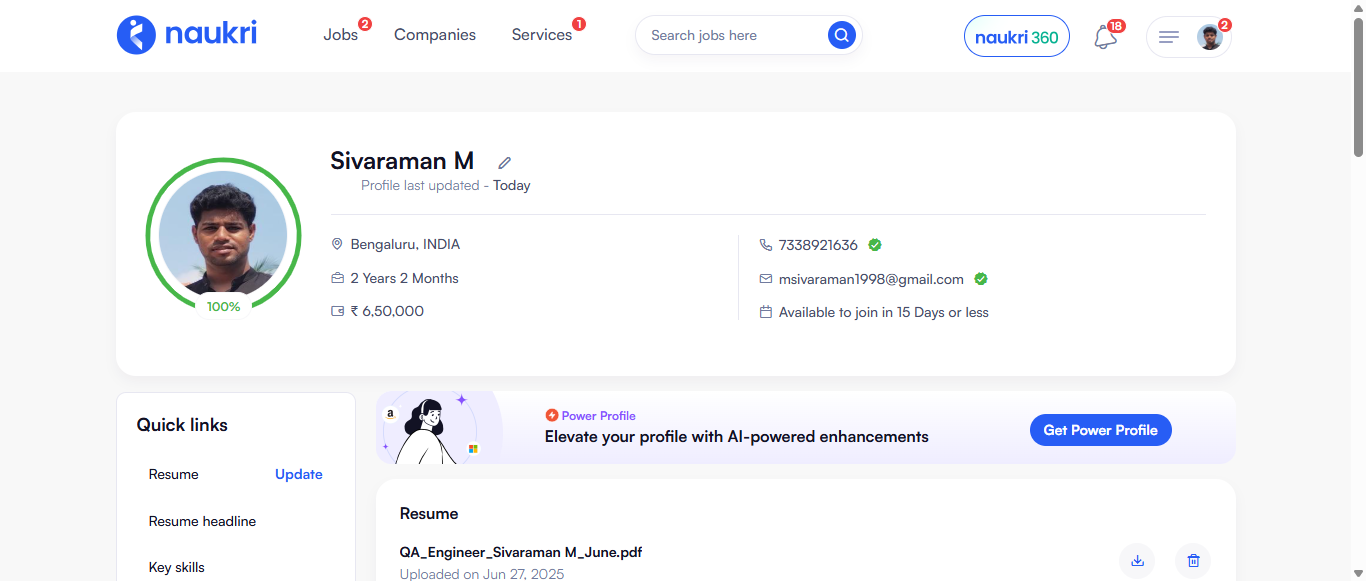 naukri
Jobs 2
Companies
Services 1
Search jobs here
naukri 360
18
2
Sivaraman M
Profile last updated - Today
Bengaluru, INDIA
2 Years 2 Months
₹ 6,50,000
7338921636
msivaraman1998@gmail.com
Available to join in 15 Days or less
100%
Quick links
Resume Update
Resume headline
Key skills
a
Power Profile
Elevate your profile with AI-powered enhancements
Get Power Profile
Resume
QA_Engineer_Sivaraman M_June.pdf
Uploaded on Jun 27, 2025